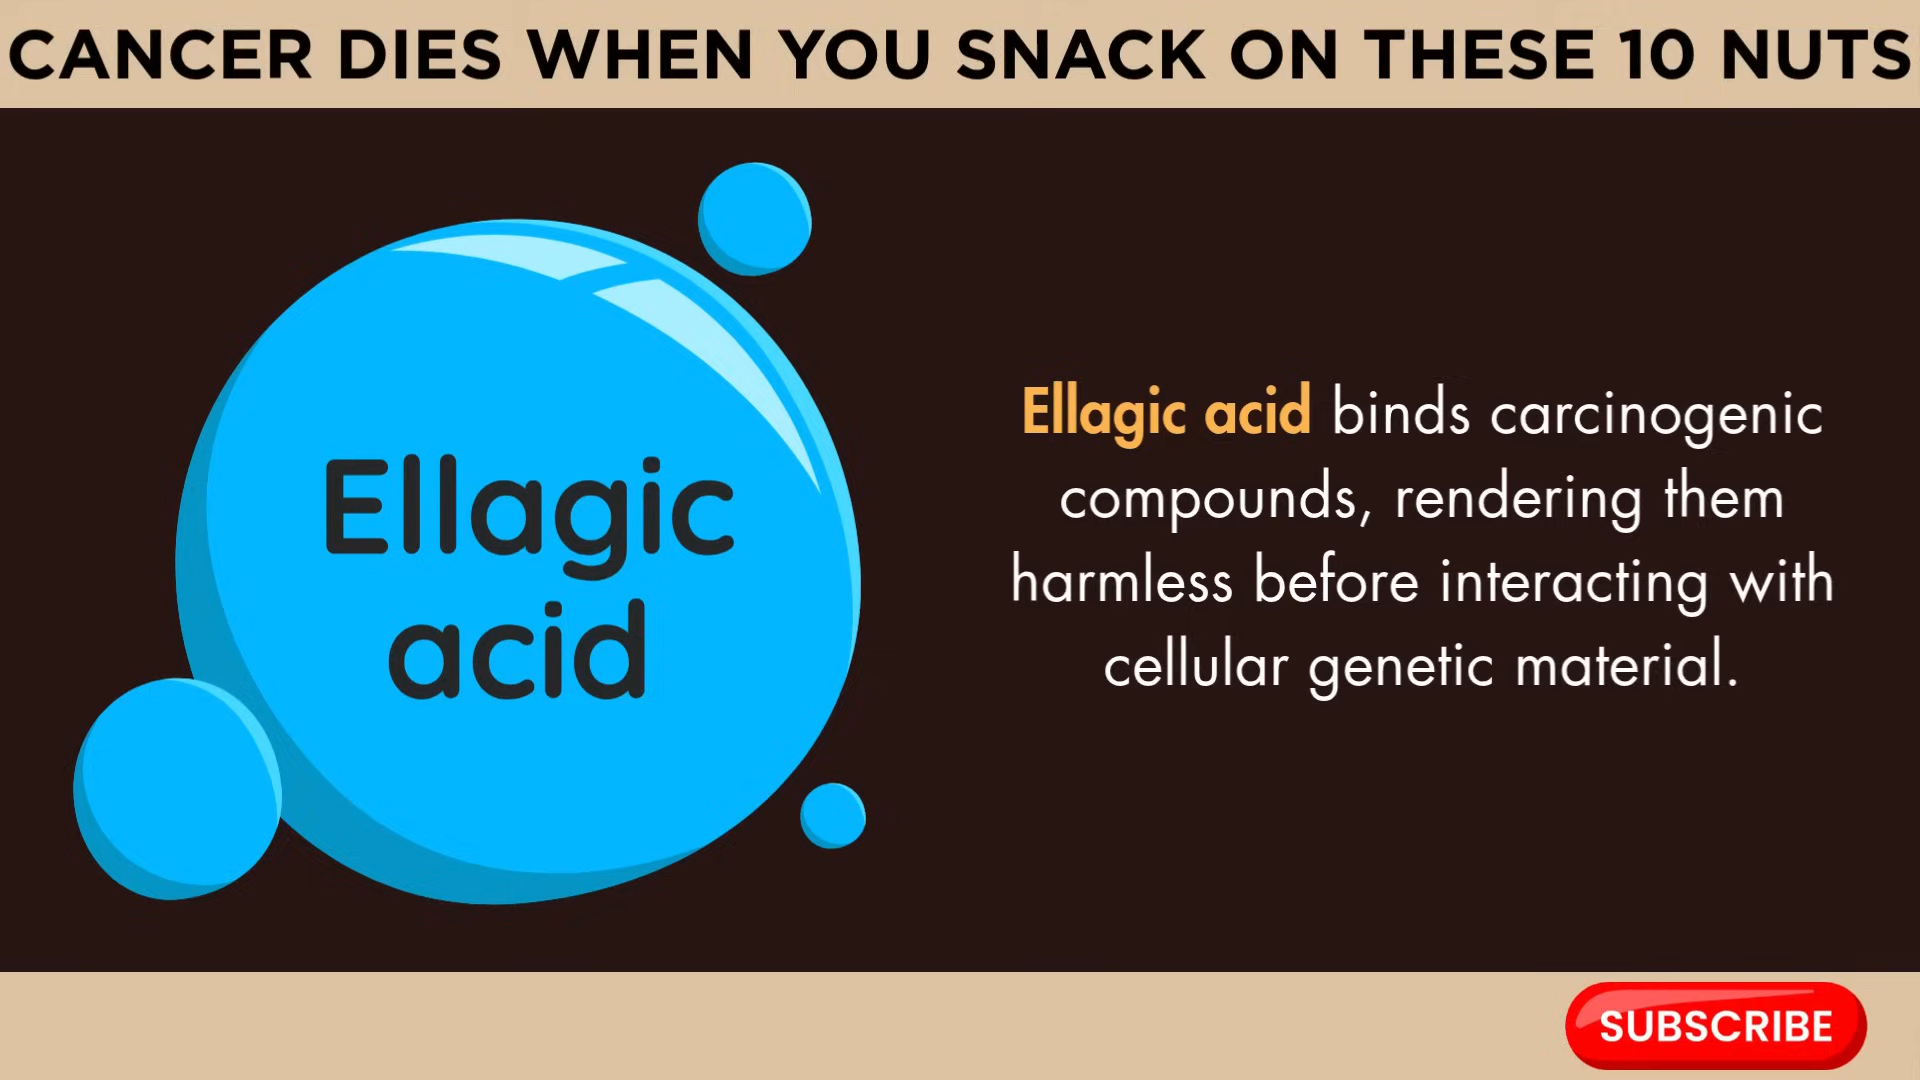 CANCER DIES WHEN YOU SNACK ON THESE 10 NUTS
Ellagic
acid
Ellagic acid binds carcinogenic
compounds, rendering them
harmless before interacting with
cellular genetic material.
SUBSCRIBE